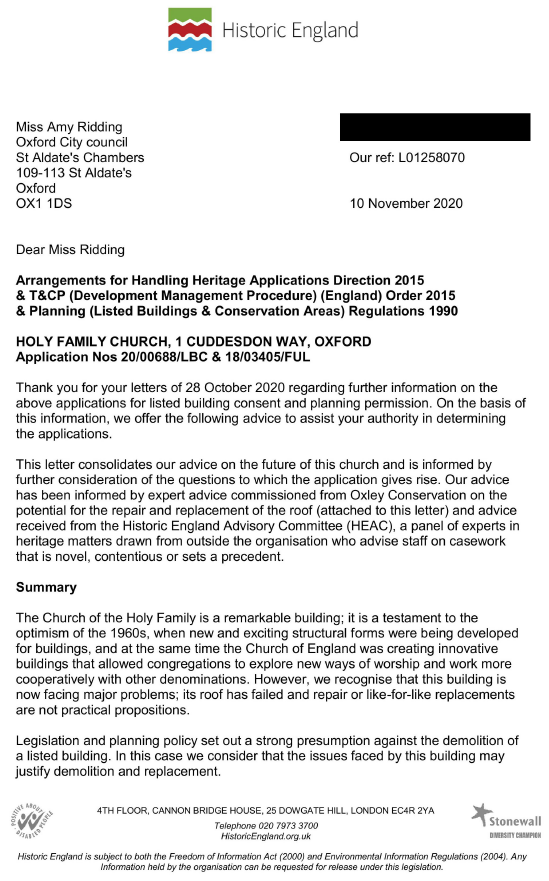 Historic England
Miss Amy Ridding
Oxford City council
St Aldate's Chambers
109-113 St Aldate's
Oxford
OX1 1DS
Our ref: L01258070
10 November 2020
Dear Miss Ridding
Arrangements for Handling Heritage Applications Direction 2015
& T&CP (Development Management Procedure) (England) Order 2015
& Planning (Listed Buildings & Conservation Areas) Regulations 1990
HOLY FAMILY CHURCH, 1 CUDDESDON WAY, OXFORD
Application Nos 20/00688/LBC & 18/03405/FUL
Thank you for your letters of 28 October 2020 regarding further information on the
above applications for listed building consent and planning permission. On the basis of
this information, we offer the following advice to assist your authority in determining
the applications.
This letter consolidates our advice on the future of this church and is informed by
further consideration of the questions to which the application gives rise. Our advice
has been informed by expert advice commissioned from Oxley Conservation on the
potential for the repair and replacement of the roof (attached to this letter) and advice
received from the Historic England Advisory Committee (HEAC), a panel of experts in
heritage matters drawn from outside the organisation who advise staff on casework
that is novel, contentious or sets a precedent.
Summary
The Church of the Holy Family is a remarkable building; it is a testament to the
optimism of the 1960s, when new and exciting structural forms were being developed
for buildings, and at the same time the Church of England was creating innovative
buildings that allowed congregations to explore new ways of worship and work more
cooperatively with other denominations. However, we recognise that this building is
now facing major problems; its roof has failed and repair or like-for-like replacements
are not practical propositions.
Legislation and planning policy set out a strong presumption against the demolition of
a listed building. In this case we consider that the issues faced by this building may
justify demolition and replacement.
POSITIVE ABOUT DISABLED PEOPLE
4TH FLOOR, CANNON BRIDGE HOUSE, 25 DOWGATE HILL, LONDON EC4R 2YA
Telephone 020 7973 3700
HistoricEngland.org.uk
Stonewall
DIVERSITY CHAMPION
Historic England is subject to both the Freedom of Information Act (2000) and Environmental Information Regulations (2004). Any
Information held by the organisation can be requested for release under this legislation.